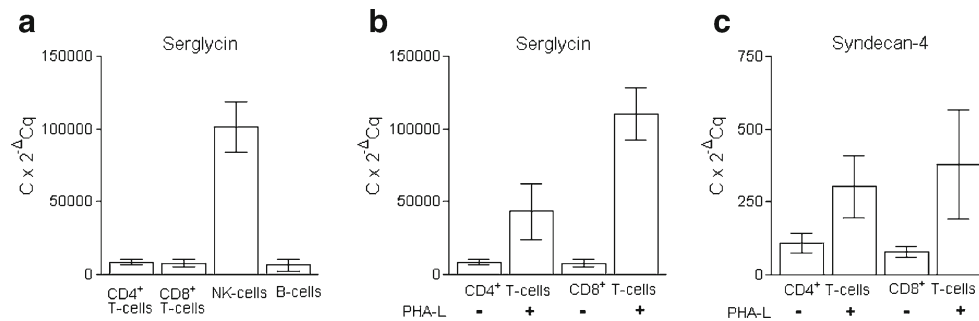 a
Serglycin
150000
100000
50000
0
C x 2^-ΔCq
CD4+ T-cells
CD8+ T-cells
NK-cells
B-cells
b
Serglycin
150000
100000
50000
0
C x 2^-ΔCq
CD4+ T-cells CD8+ T-cells
PHA-L - + - +
c
Syndecan-4
750
500
250
0
C x 2^-ΔCq
CD4+ T-cells CD8+ T-cells
PHA-L - + - +